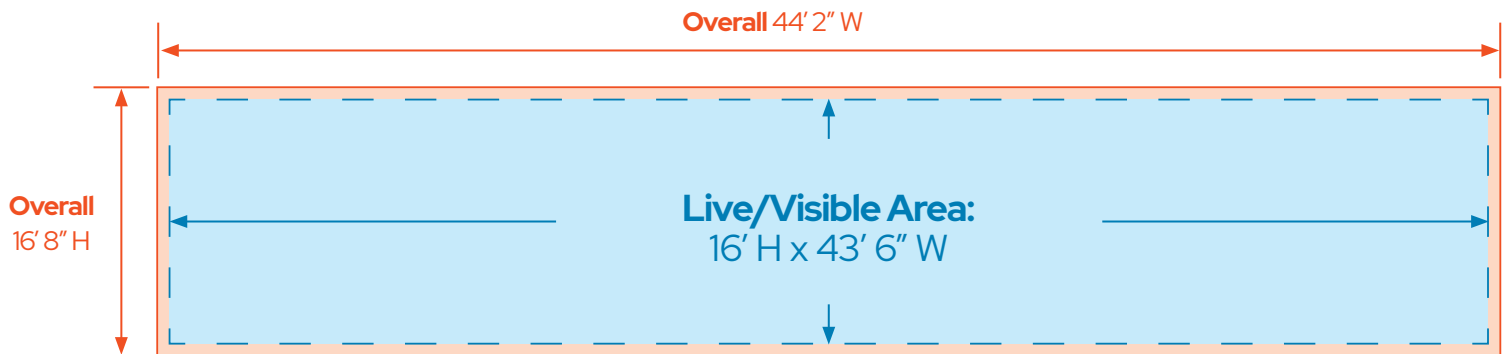 Overall 44′ 2″ W
Overall
16′ 8″ H
Live/Visible Area:
16′ H x 43′ 6″ W